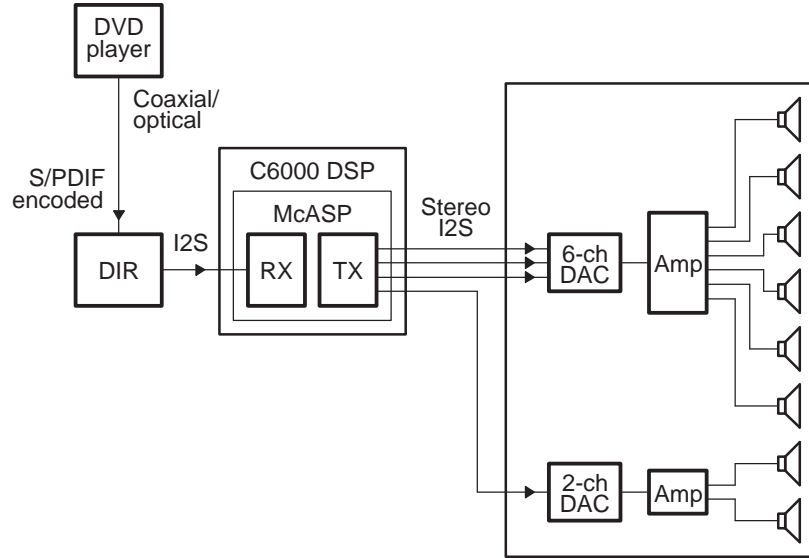 DVD
player
Coaxial/
optical
S/PDIF
encoded
DIR
I2S
C6000 DSP
McASP
RX
TX
Stereo
I2S
6-ch
DAC
Amp
2-ch
DAC
Amp